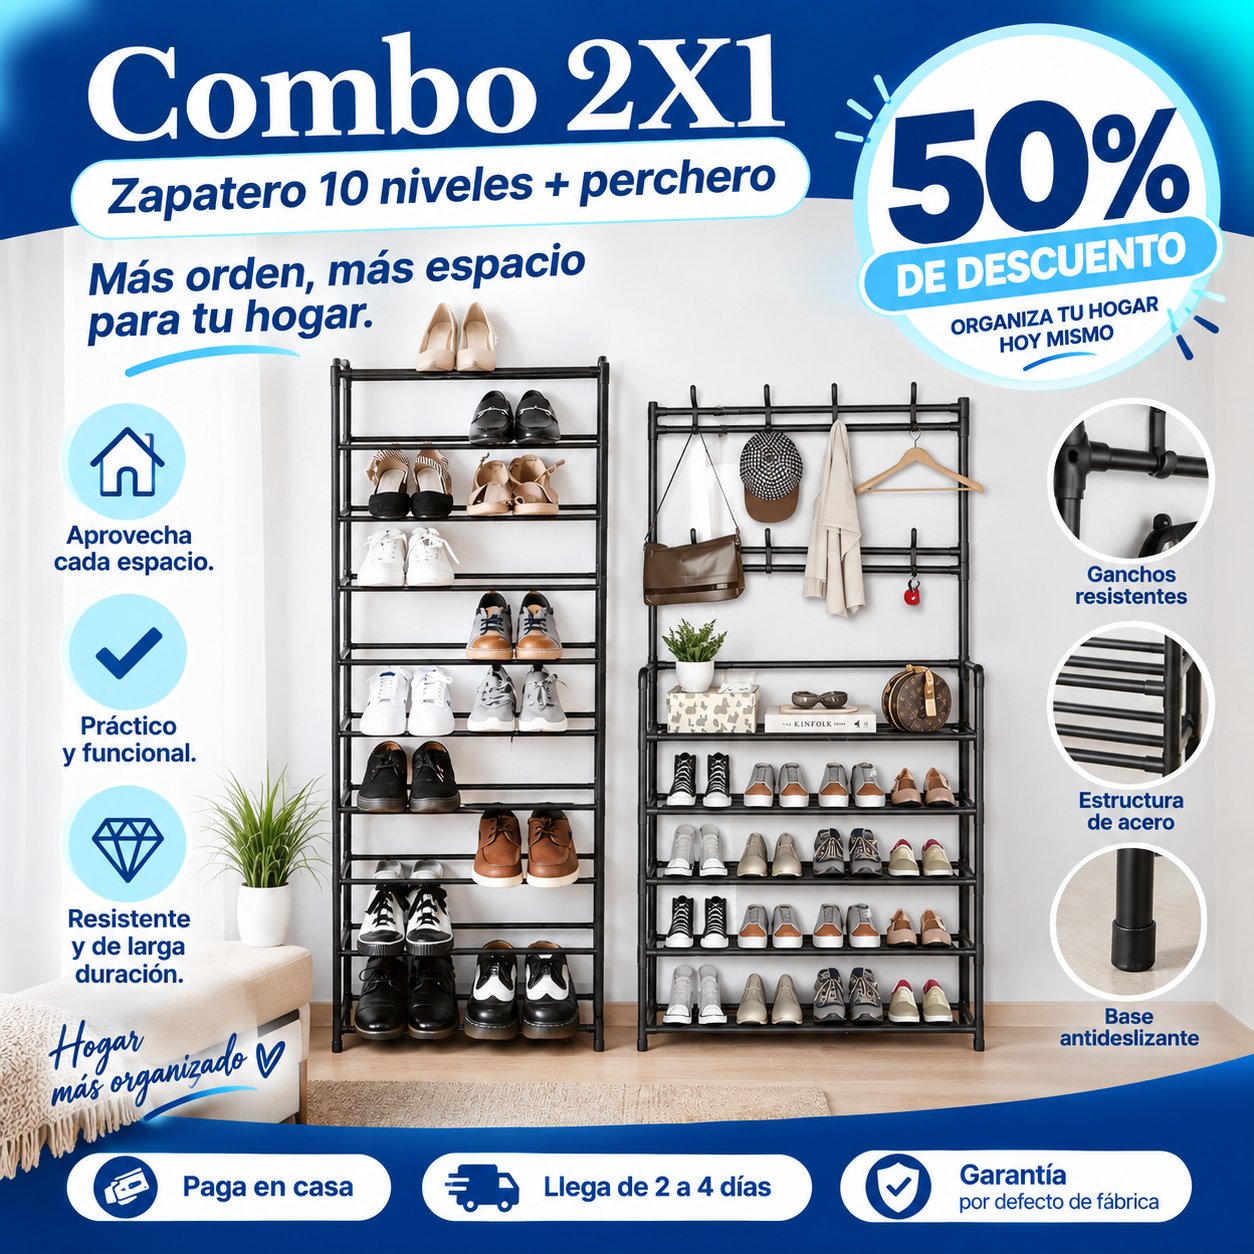 Combo 2X1
Zapatero 10 niveles + perchero
Más orden, más espacio
para tu hogar.
50%
DE DESCUENTO
ORGANIZA TU HOGAR
HOY MISMO
Aprovecha
cada espacio.
Práctico
y funcional.
Resistente
y de larga
duración.
Hogar
más organizado
KINFOLK
Ganchos
resistentes
Estructura
de acero
Base
antideslizante
Paga en casa
Llega de 2 a 4 días
Garantía
por defecto de fábrica